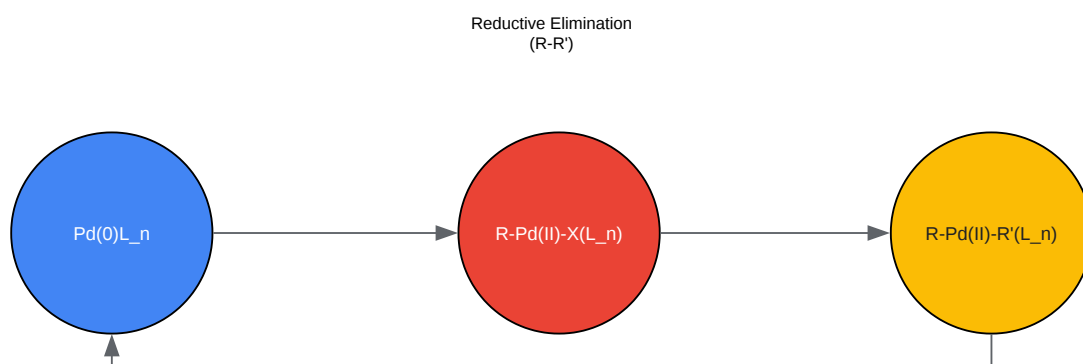 Reductive Elimination
(R-R')
Pd(0)L_n
R-Pd(II)-X(L_n)
R-Pd(II)-R'(L_n)